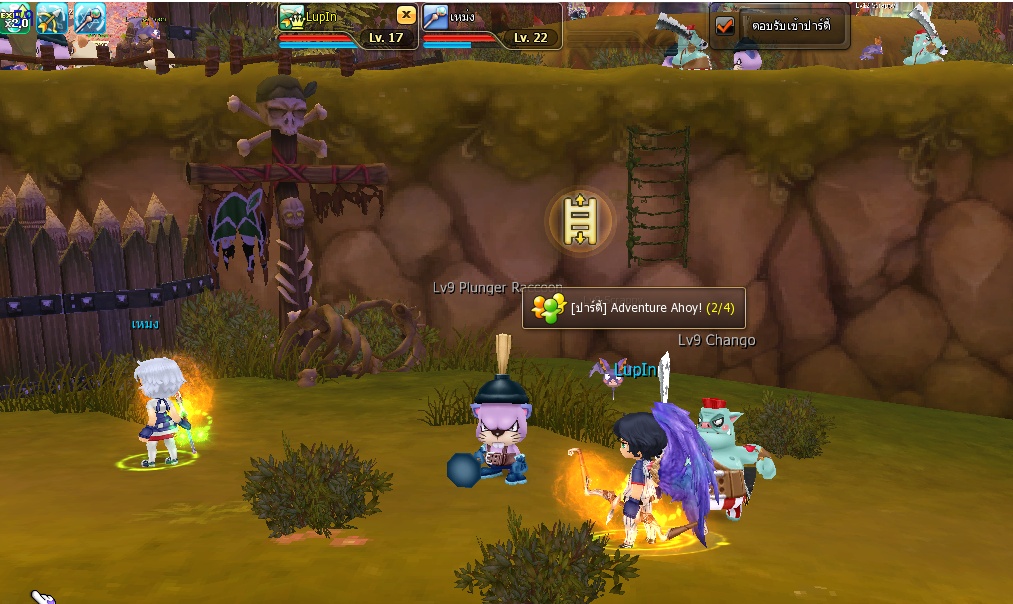 EXP
x2.0
LupIn
Lv. 17
เหม่ง
Lv. 22
ตอบรับเข้าปาร์ตี้
Lv9 Plunger Raccoon
[ปาร์ตี้] Adventure Ahoy! (2/4)
Lv9 Chango
เหม่ง
LupIn